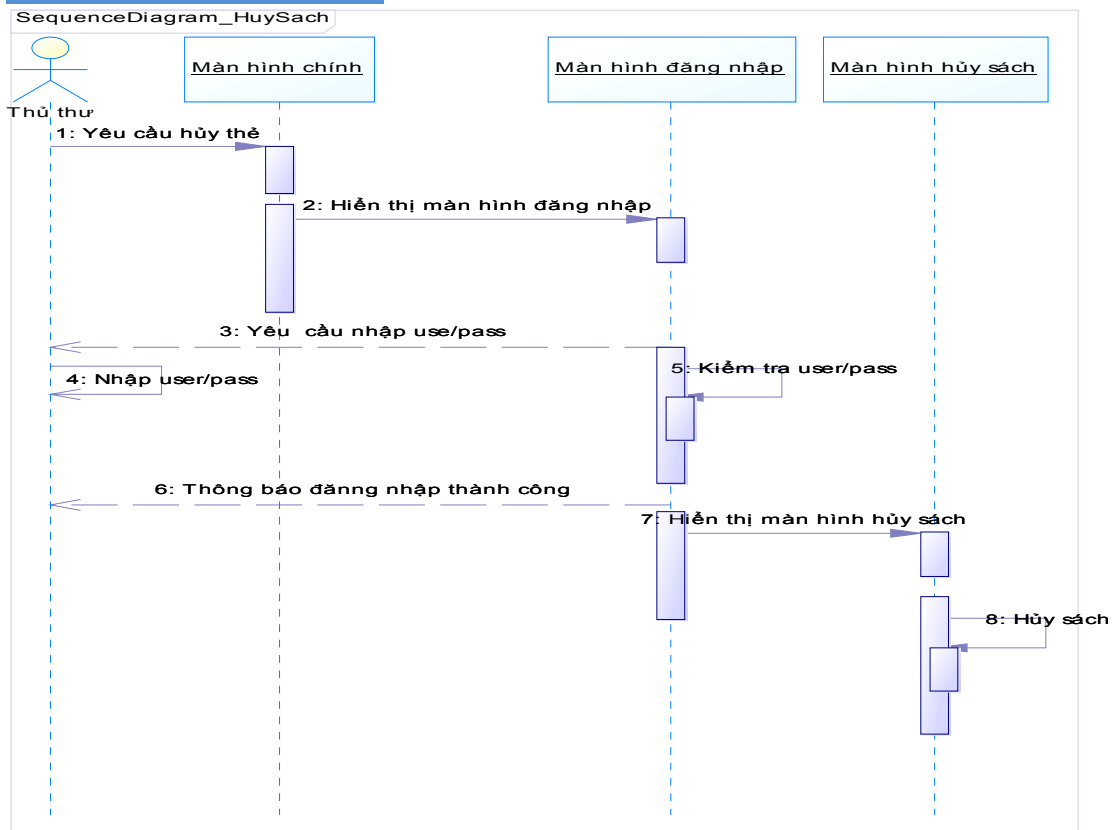 SequenceDiagram_HuySach
Màn hình chính
Màn hình đăng nhập
Màn hình hủy sách
Thủ thư
1: Yêu cầu hủy thẻ
2: Hiển thị màn hình đăng nhập
3: Yêu cầu nhập use/pass
5: Kiểm tra user/pass
4: Nhập user/pass
6: Thông báo đănng nhập thành công
7: Hiển thị màn hình hủy sách
8: Hủy sách